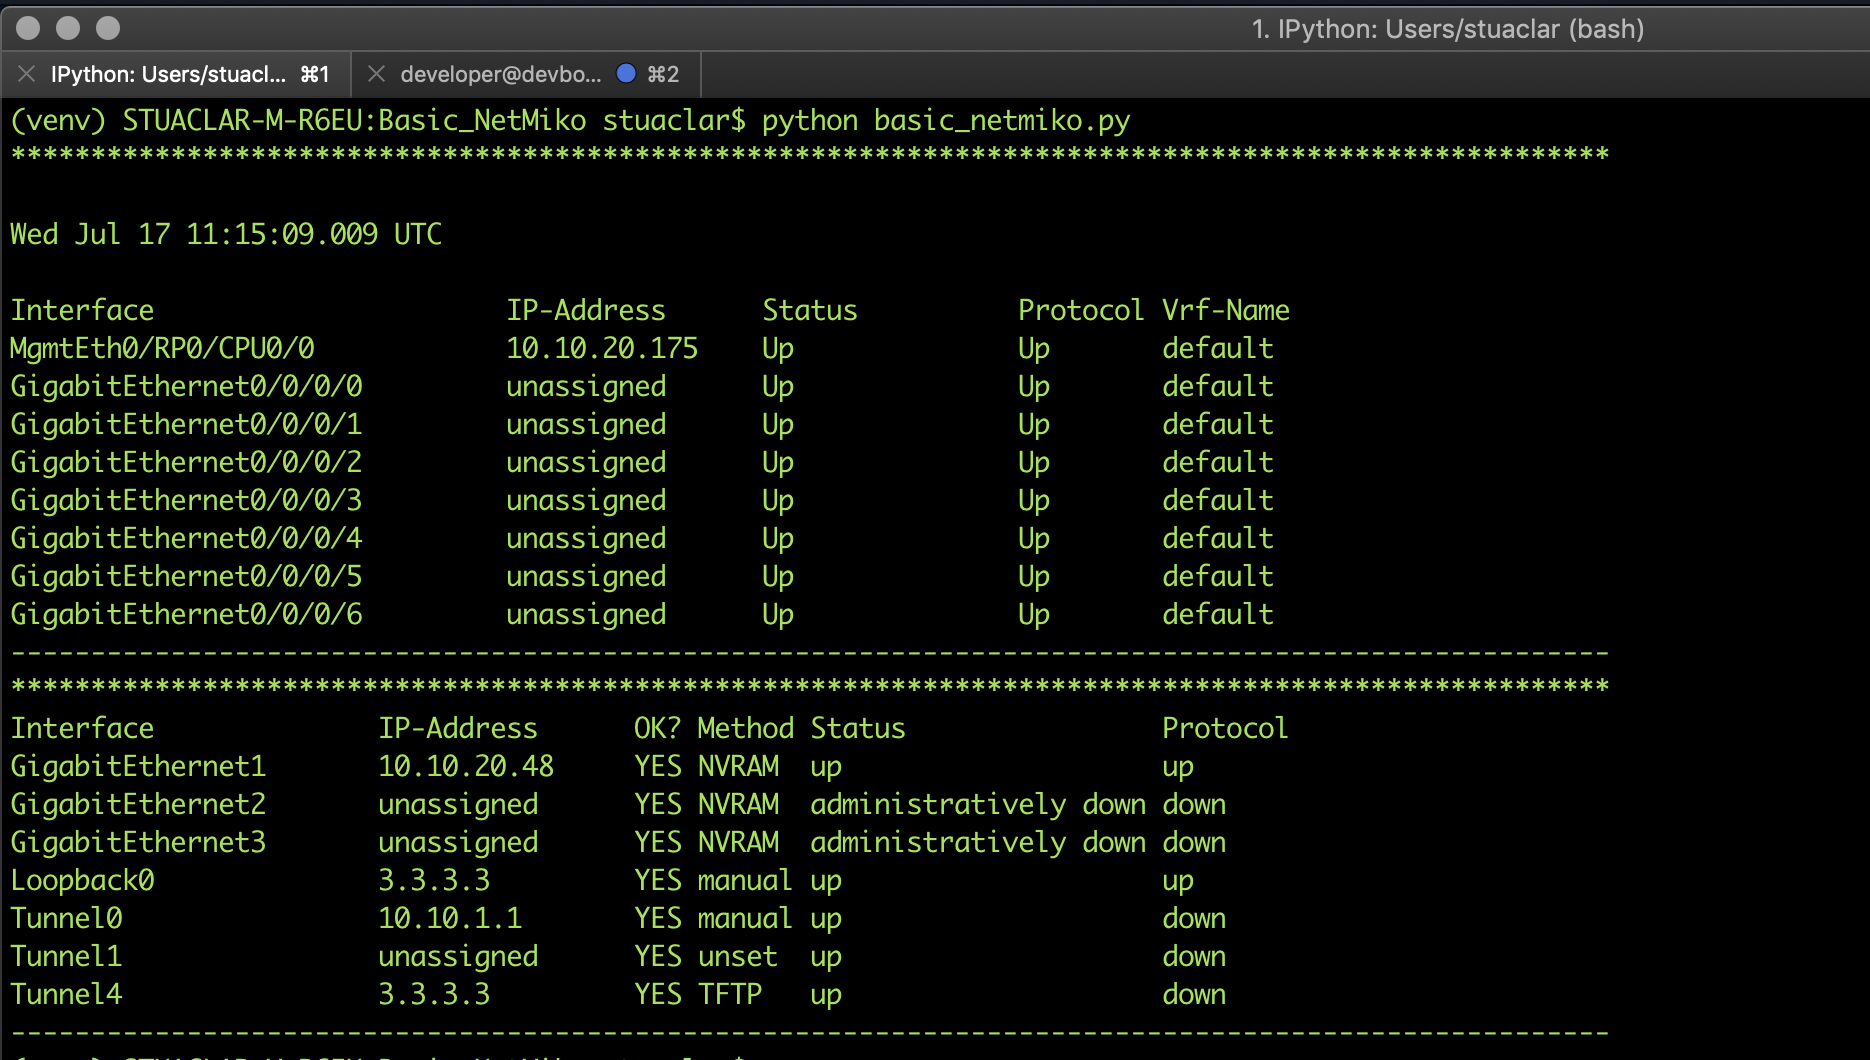 1. IPython: Users/stuaclar (bash)
IPython: Users/stuacl... ⌘1 developer@devbo... ⌘2
(venv) STUACLAR-M-R6EU:Basic_NetMiko stuaclar$ python basic_netmiko.py
****************************************************************************************************
Wed Jul 17 11:15:09.009 UTC
Interface IP-Address Status Protocol Vrf-Name
MgmtEth0/RP0/CPU0/0 10.10.20.175 Up Up default
GigabitEthernet0/0/0/0 unassigned Up Up default
GigabitEthernet0/0/0/1 unassigned Up Up default
GigabitEthernet0/0/0/2 unassigned Up Up default
GigabitEthernet0/0/0/3 unassigned Up Up default
GigabitEthernet0/0/0/4 unassigned Up Up default
GigabitEthernet0/0/0/5 unassigned Up Up default
GigabitEthernet0/0/0/6 unassigned Up Up default
----------------------------------------------------------------------------------------------------
****************************************************************************************************
Interface IP-Address OK? Method Status Protocol
GigabitEthernet1 10.10.20.48 YES NVRAM up up
GigabitEthernet2 unassigned YES NVRAM administratively down down
GigabitEthernet3 unassigned YES NVRAM administratively down down
Loopback0 3.3.3.3 YES manual up up
Tunnel0 10.10.1.1 YES manual up down
Tunnel1 unassigned YES unset up down
Tunnel4 3.3.3.3 YES TFTP up down
----------------------------------------------------------------------------------------------------